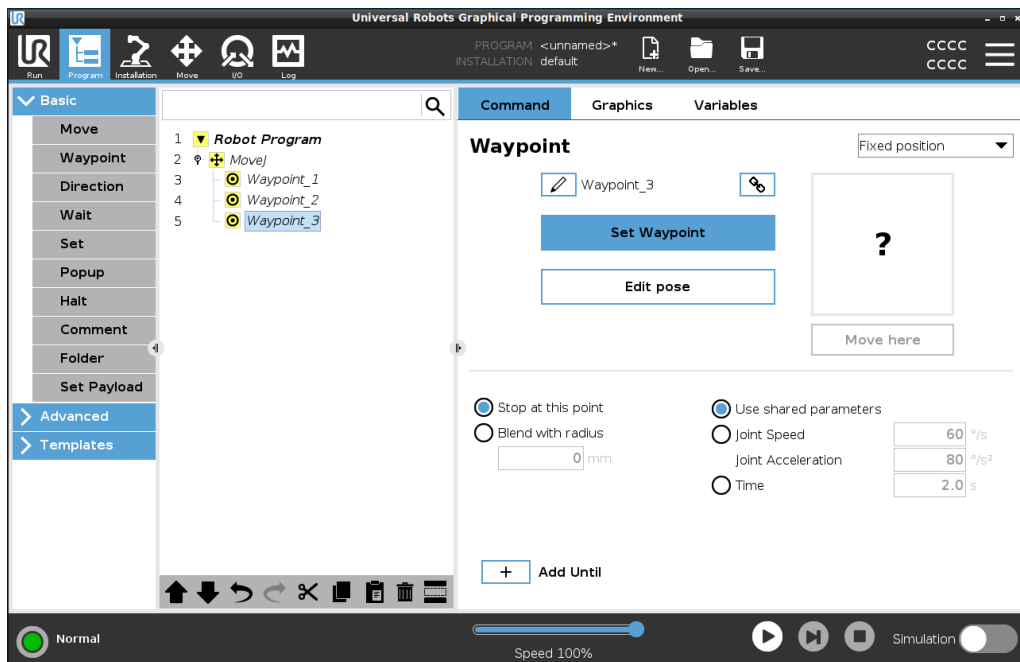 UR
Universal Robots Graphical Programming Environment
UR
Run
Program
Installation
Move
I/O
Log
PROGRAM <unnamed>*
INSTALLATION default
New...
Open...
Save...
CCCC
CCCC
Basic
Move
Waypoint
Direction
Wait
Set
Popup
Halt
Comment
Folder
Set Payload
Advanced
Templates
1 Robot Program
2 MoveJ
3 Waypoint_1
4 Waypoint_2
5 Waypoint_3
Command Graphics Variables
Waypoint
Fixed position
Waypoint_3
Set Waypoint
Edit pose
?
Move here
Stop at this point
Blend with radius
0 mm
Use shared parameters
Joint Speed 60 °/s
Joint Acceleration 80 °/s²
Time 2.0 s
+ Add Until
Normal
Speed 100%
Simulation